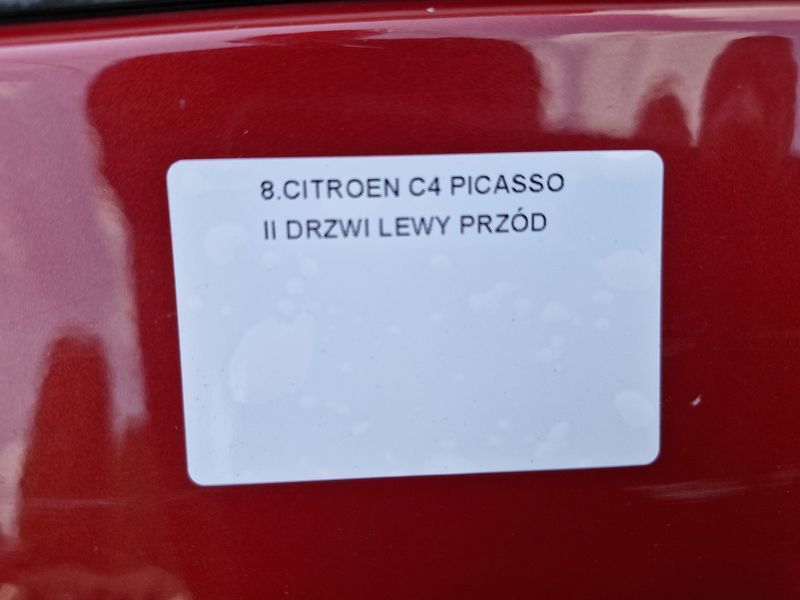 8.CITROEN C4 PICASSO
II DRZWI LEWY PRZÓD